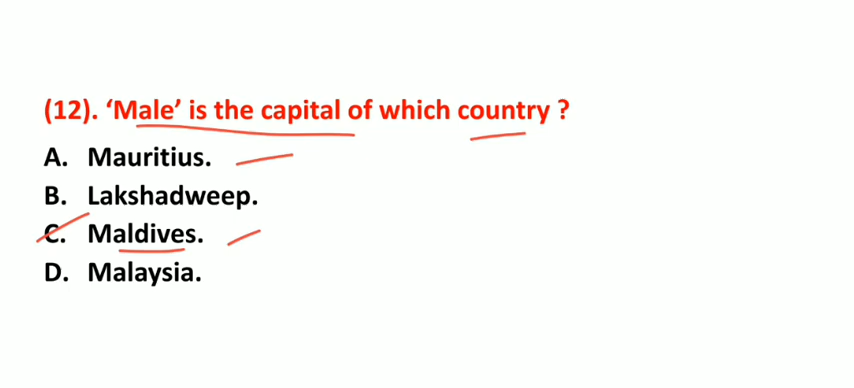 (12). ‘Male’ is the capital of which country ?
A. Mauritius.
B. Lakshadweep.
C. Maldives.
D. Malaysia.